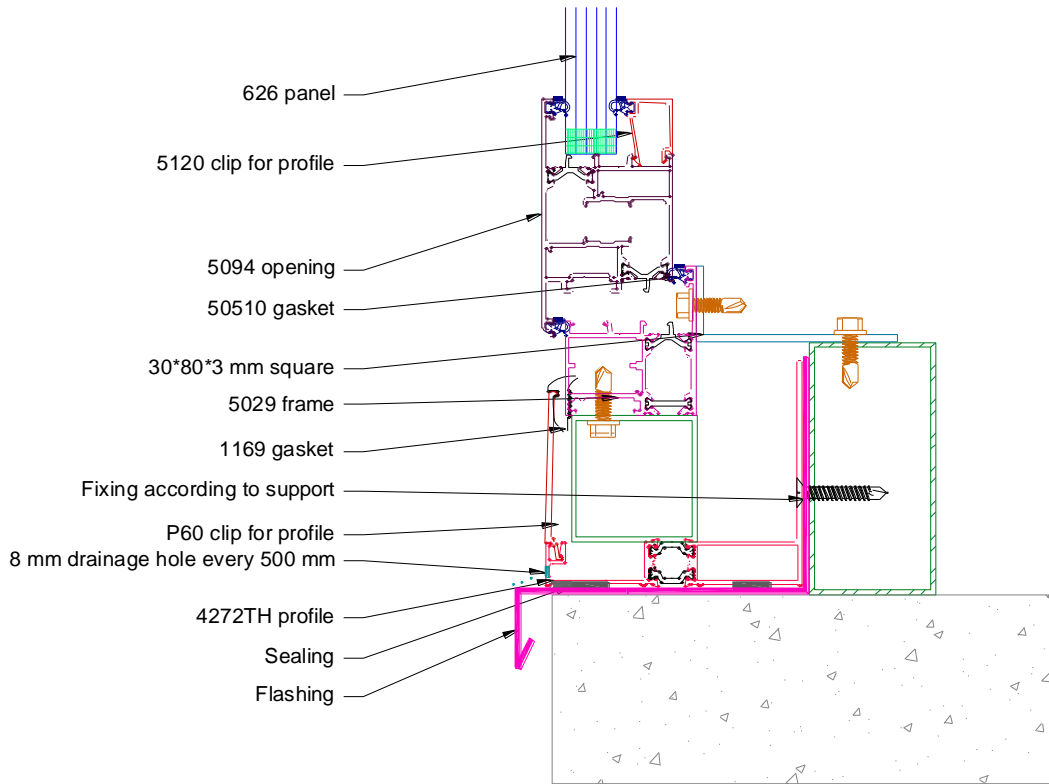 626 panel
5120 clip for profile
5094 opening
50510 gasket
30*80*3 mm square
5029 frame
1169 gasket
Fixing according to support
P60 clip for profile
8 mm drainage hole every 500 mm
4272TH profile
Sealing
Flashing